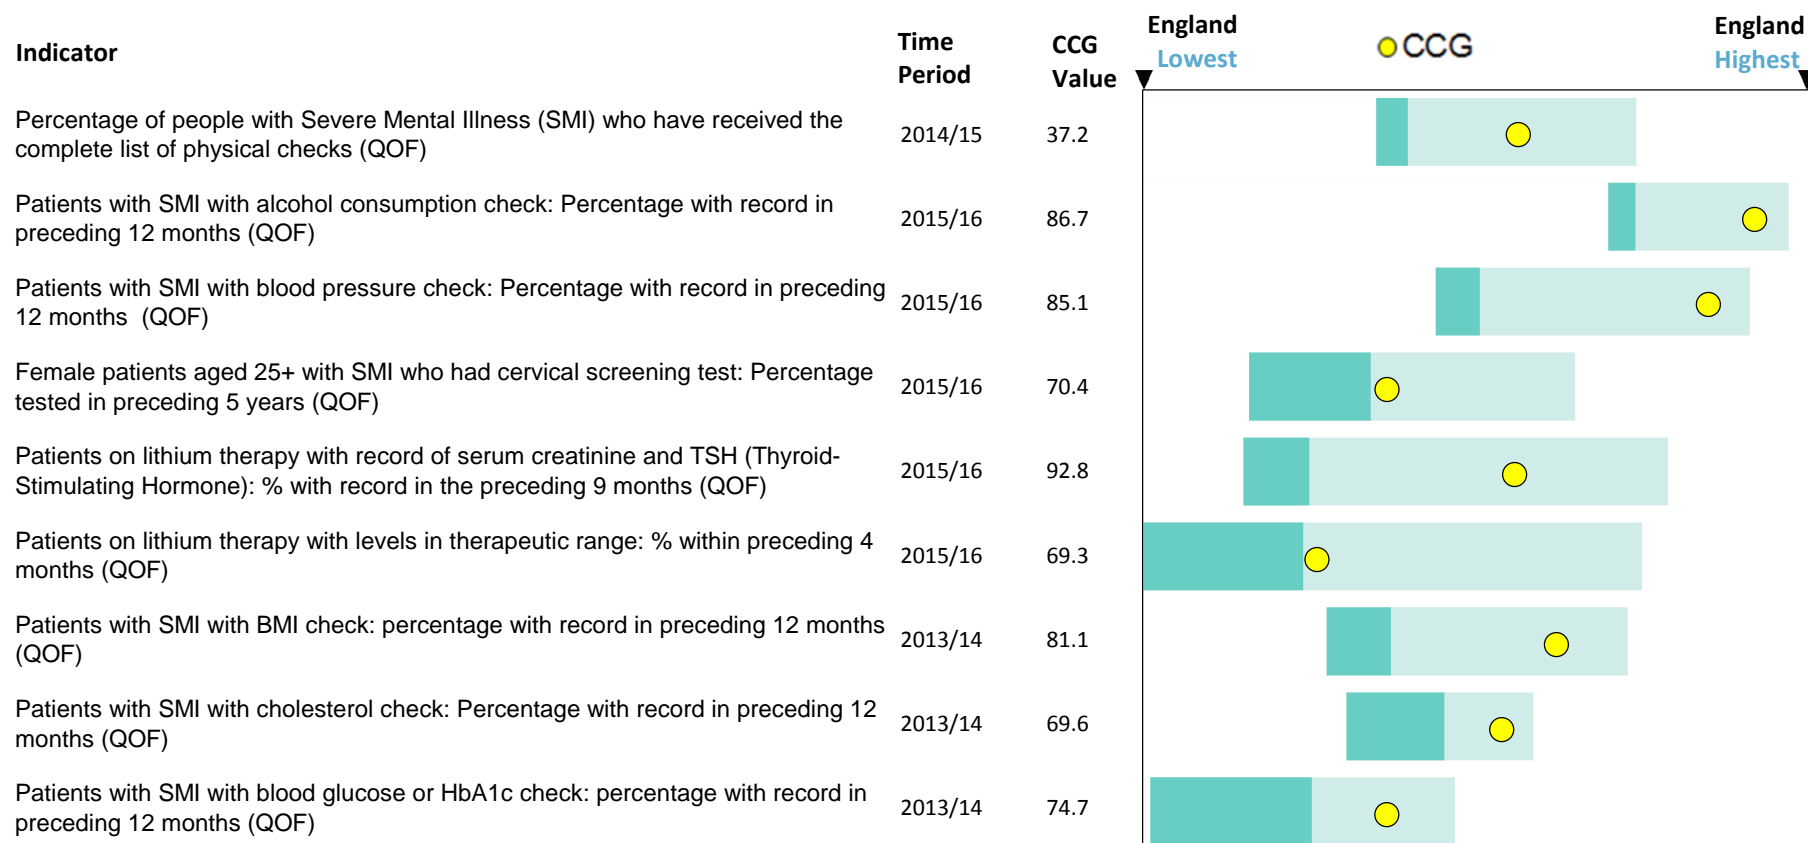 Indicator
Time
Period
CCG
Value
England
Lowest
CCG
England
Highest
Percentage of people with Severe Mental Illness (SMI) who have received the
complete list of physical checks (QOF)
2014/15
37.2
Patients with SMI with alcohol consumption check: Percentage with record in
preceding 12 months (QOF)
2015/16
86.7
Patients with SMI with blood pressure check: Percentage with record in preceding
12 months  (QOF)
2015/16
85.1
Female patients aged 25+ with SMI who had cervical screening test: Percentage
tested in preceding 5 years (QOF)
2015/16
70.4
Patients on lithium therapy with record of serum creatinine and TSH (Thyroid-
Stimulating Hormone): % with record in the preceding 9 months (QOF)
2015/16
92.8
Patients on lithium therapy with levels in therapeutic range: % within preceding 4
months (QOF)
2015/16
69.3
Patients with SMI with BMI check: percentage with record in preceding 12 months
(QOF)
2013/14
81.1
Patients with SMI with cholesterol check: Percentage with record in preceding 12
months (QOF)
2013/14
69.6
Patients with SMI with blood glucose or HbA1c check: percentage with record in
preceding 12 months (QOF)
2013/14
74.7